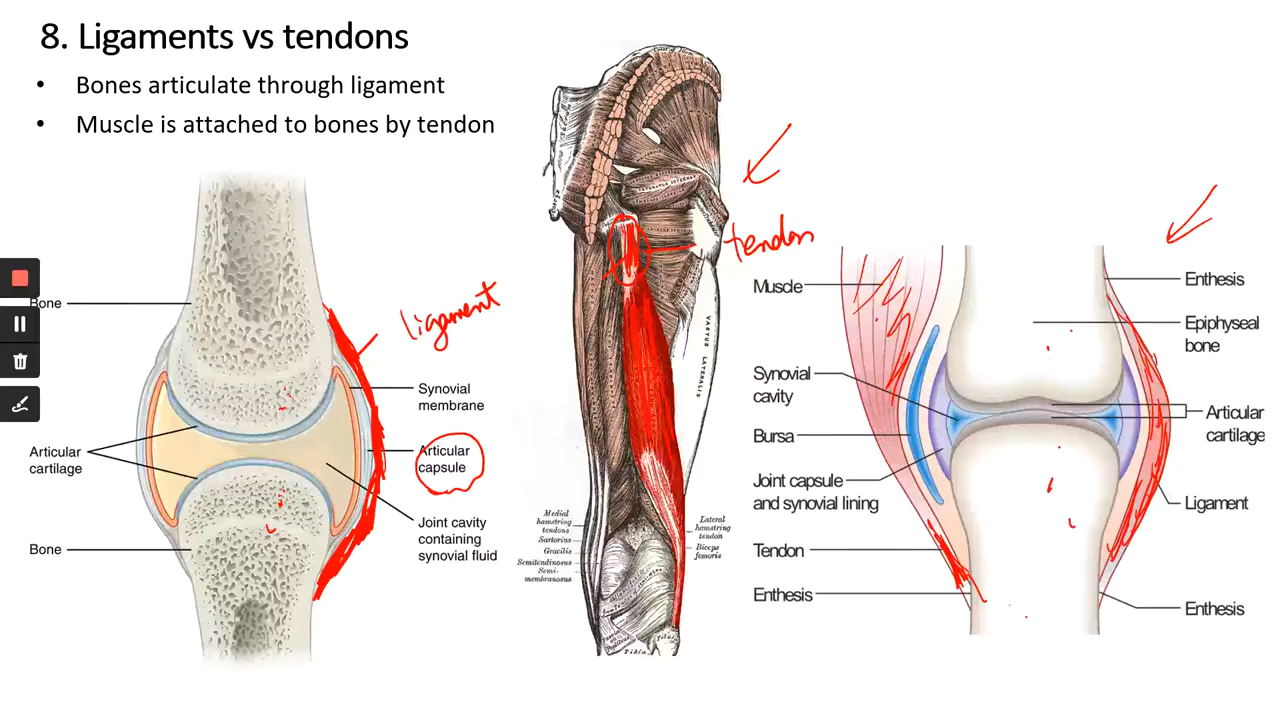 8. Ligaments vs tendons
• Bones articulate through ligament
• Muscle is attached to bones by tendon
Bone
Articular
cartilage
Bone
ligament
Synovial
membrane
Articular
capsule
Joint cavity
containing
synovial fluid
tendon
VASTUS LATERALIS
Medial
hamstring
tendons
Sartorius
Gracilis
Semitendinosus
Semi-
membranosus
Lateral
hamstring
tendon
Biceps
femoris
Tibia
Muscle
Synovial
cavity
Bursa
Joint capsule
and synovial lining
Tendon
Enthesis
Enthesis
Epiphyseal
bone
Articular
cartilage
Ligament
Enthesis